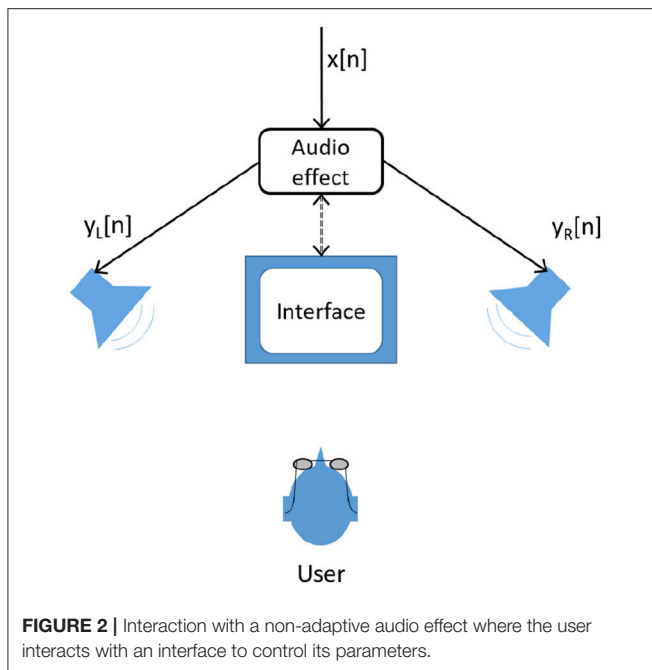 x[n]
Audio
effect
yL[n]
yR[n]
Interface
User
FIGURE 2 | Interaction with a non-adaptive audio effect where the user
interacts with an interface to control its parameters.